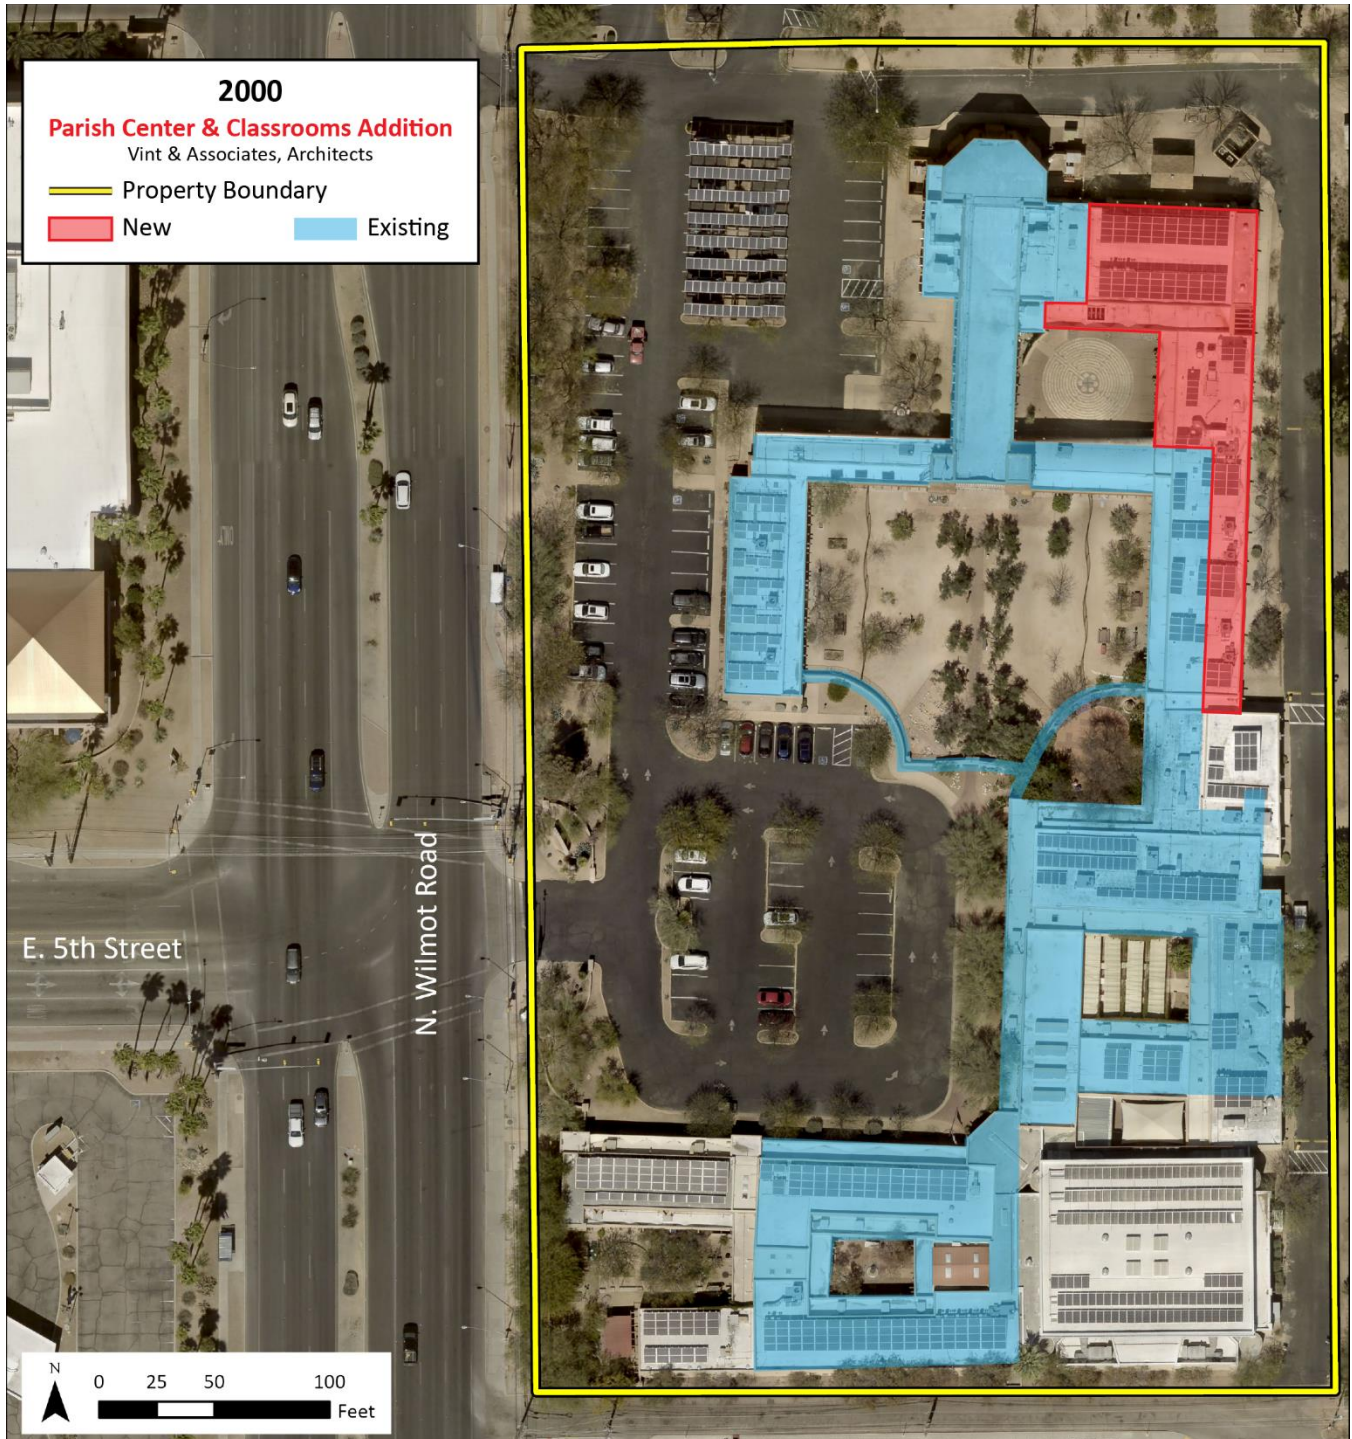 2000
Parish Center & Classrooms Addition
Vint & Associates, Architects
Property Boundary
New Existing
E. 5th Street
N. Wilmot Road
N
0 25 50 100
Feet